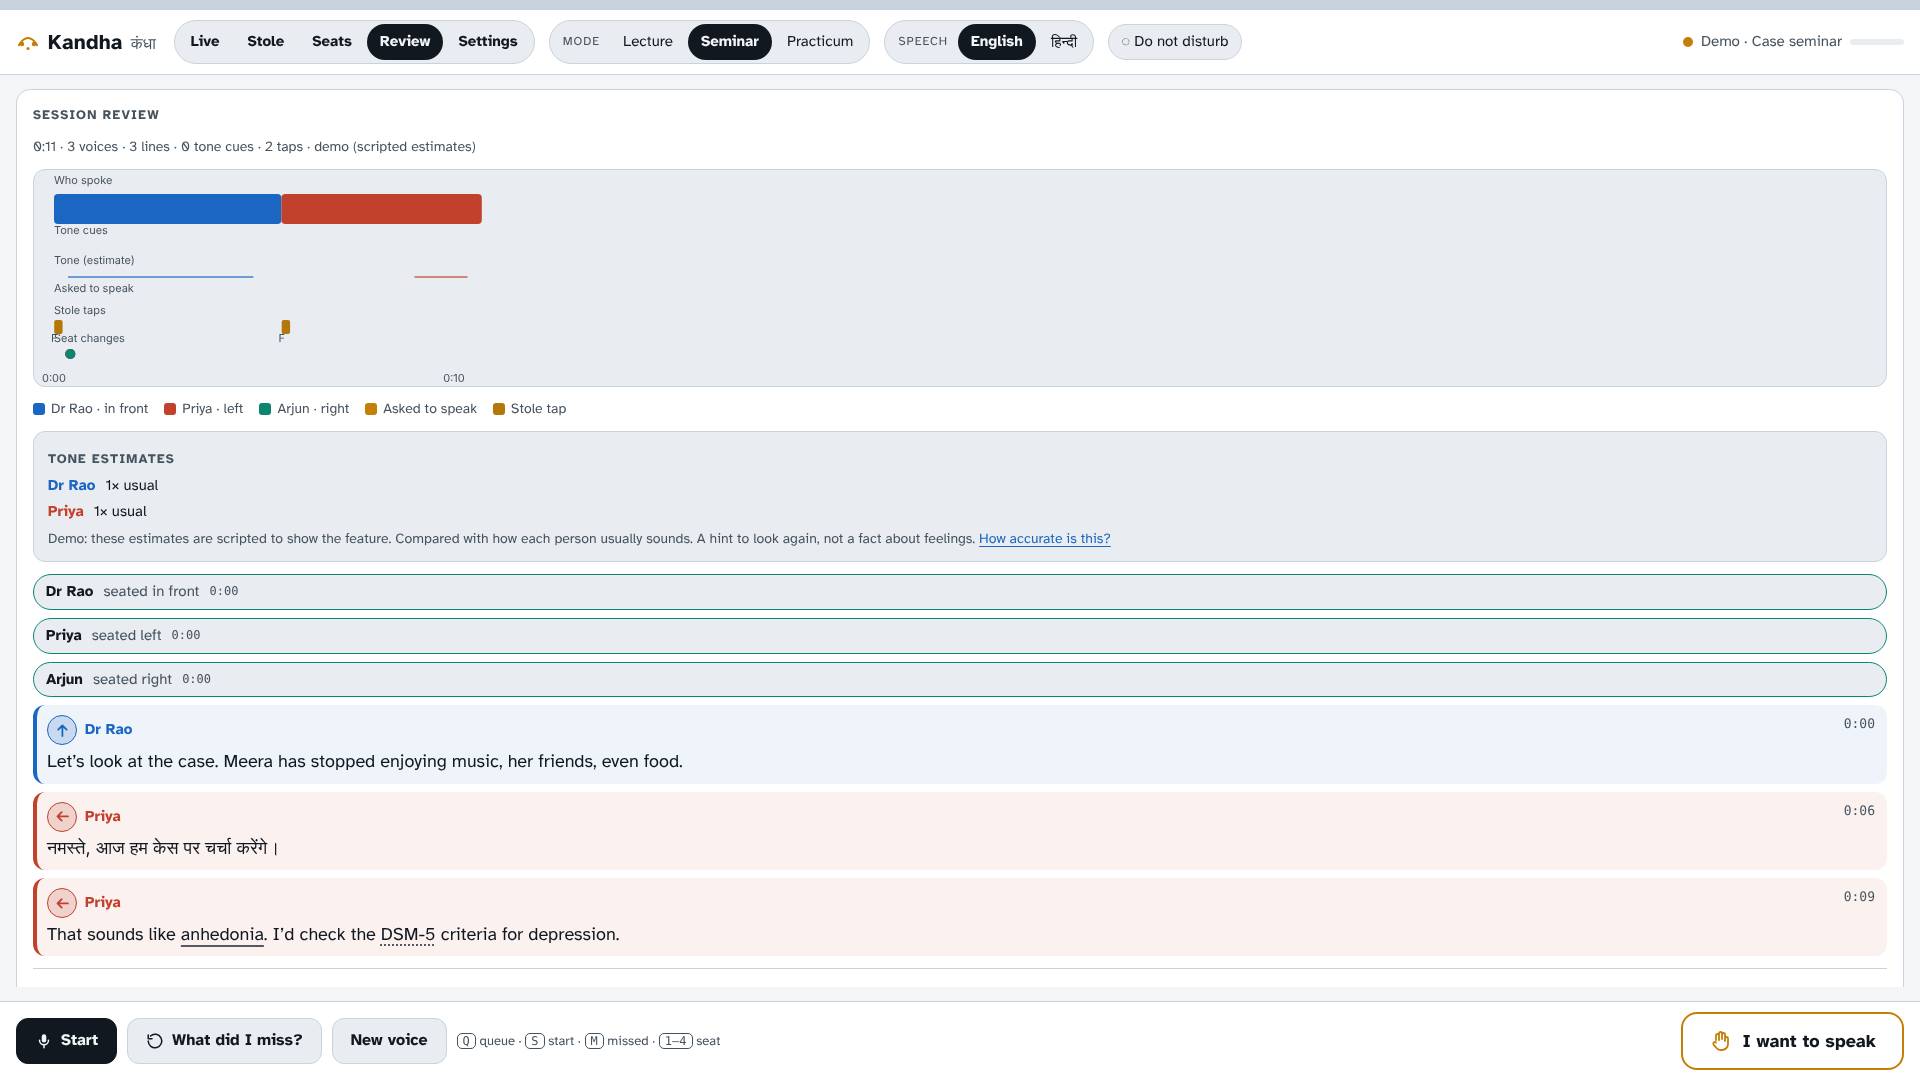 Kandha कंधा
Live Stole Seats Review Settings
MODE Lecture Seminar Practicum
SPEECH English हिन्दी
Do not disturb
Demo · Case seminar
SESSION REVIEW
0:11 · 3 voices · 3 lines · 0 tone cues · 2 taps · demo (scripted estimates)
Who spoke
Tone cues
Tone (estimate)
Asked to speak
Stole taps
F Seat changes F
0:00 0:10
Dr Rao · in front Priya · left Arjun · right Asked to speak Stole tap
TONE ESTIMATES
Dr Rao 1× usual
Priya 1× usual
Demo: these estimates are scripted to show the feature. Compared with how each person usually sounds. A hint to look again, not a fact about feelings. How accurate is this?
Dr Rao seated in front 0:00
Priya seated left 0:00
Arjun seated right 0:00
Dr Rao 0:00
Let’s look at the case. Meera has stopped enjoying music, her friends, even food.
Priya 0:06
नमस्ते, आज हम केस पर चर्चा करेंगे।
Priya 0:09
That sounds like anhedonia. I’d check the DSM-5 criteria for depression.
Start What did I miss? New voice Q queue · S start · M missed · 1–4 seat
I want to speak